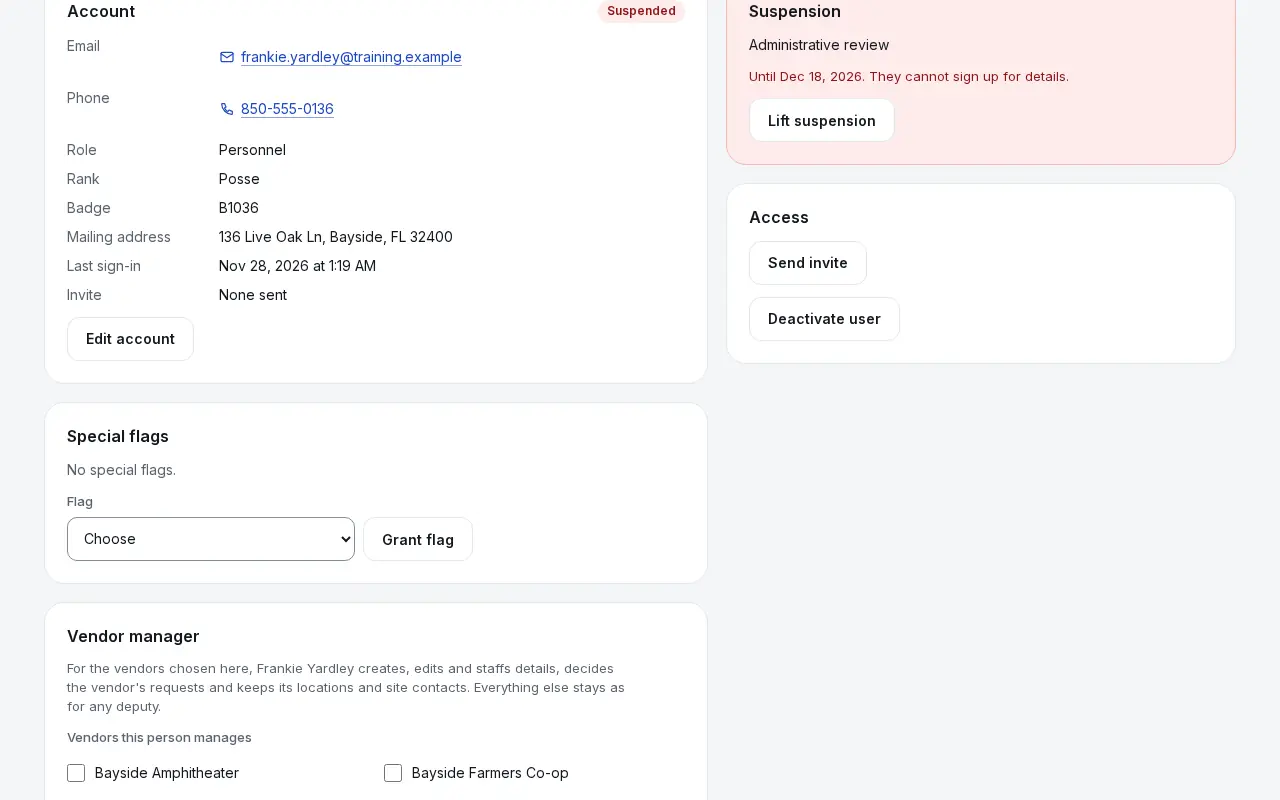 Account
Suspended
Email
frankie.yardley@training.example
Phone
850-555-0136
Role
Personnel
Rank
Posse
Badge
B1036
Mailing address
136 Live Oak Ln, Bayside, FL 32400
Last sign-in
Nov 28, 2026 at 1:19 AM
Invite
None sent
Edit account
Special flags
No special flags.
Flag
Choose
Grant flag
Vendor manager
For the vendors chosen here, Frankie Yardley creates, edits and staffs details, decides
the vendor's requests and keeps its locations and site contacts. Everything else stays as
for any deputy.
Vendors this person manages
Bayside Amphitheater
Bayside Farmers Co-op
Suspension
Administrative review
Until Dec 18, 2026. They cannot sign up for details.
Lift suspension
Access
Send invite
Deactivate user